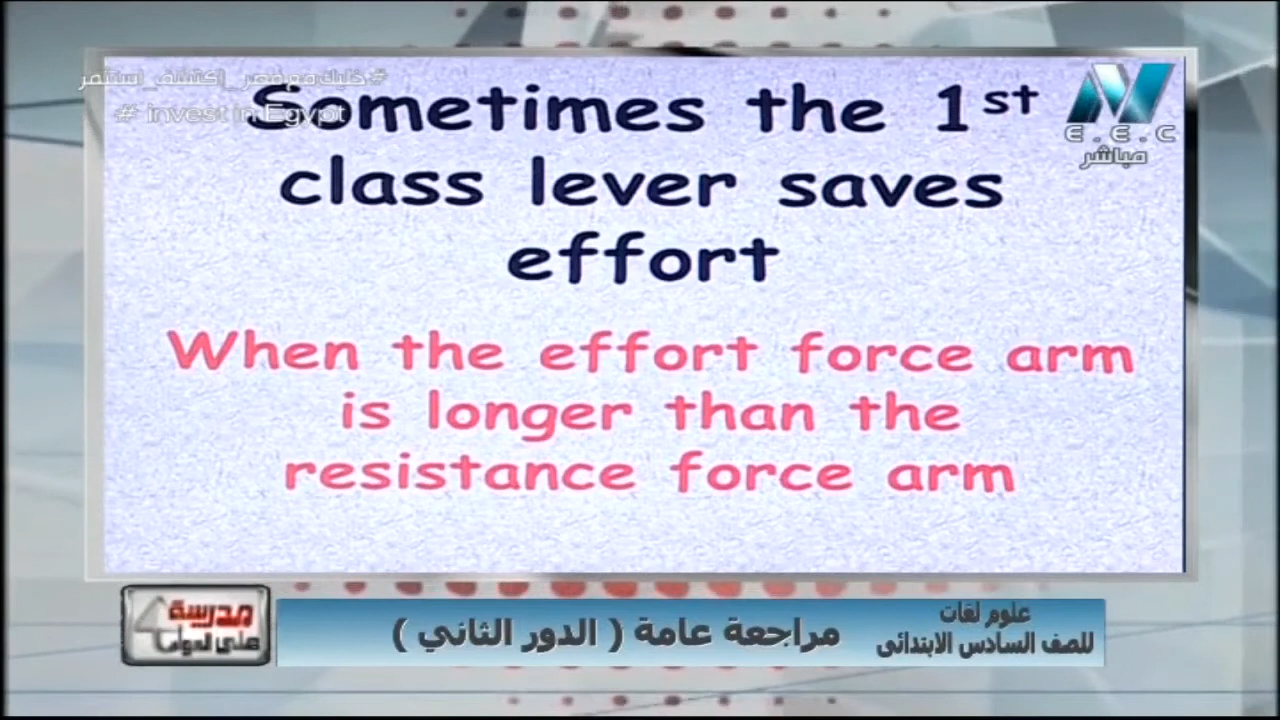 #خليك_مع_مصر_إكتشف_إستثمر
# invest in Egypt
E.E.C
مباشر
Sometimes the 1st
class lever saves
effort
When the effort force arm
is longer than the
resistance force arm
مدرسة
على الهواء
مراجعة عامة ( الدور الثاني )
علوم لغات
للصف السادس الابتدائى